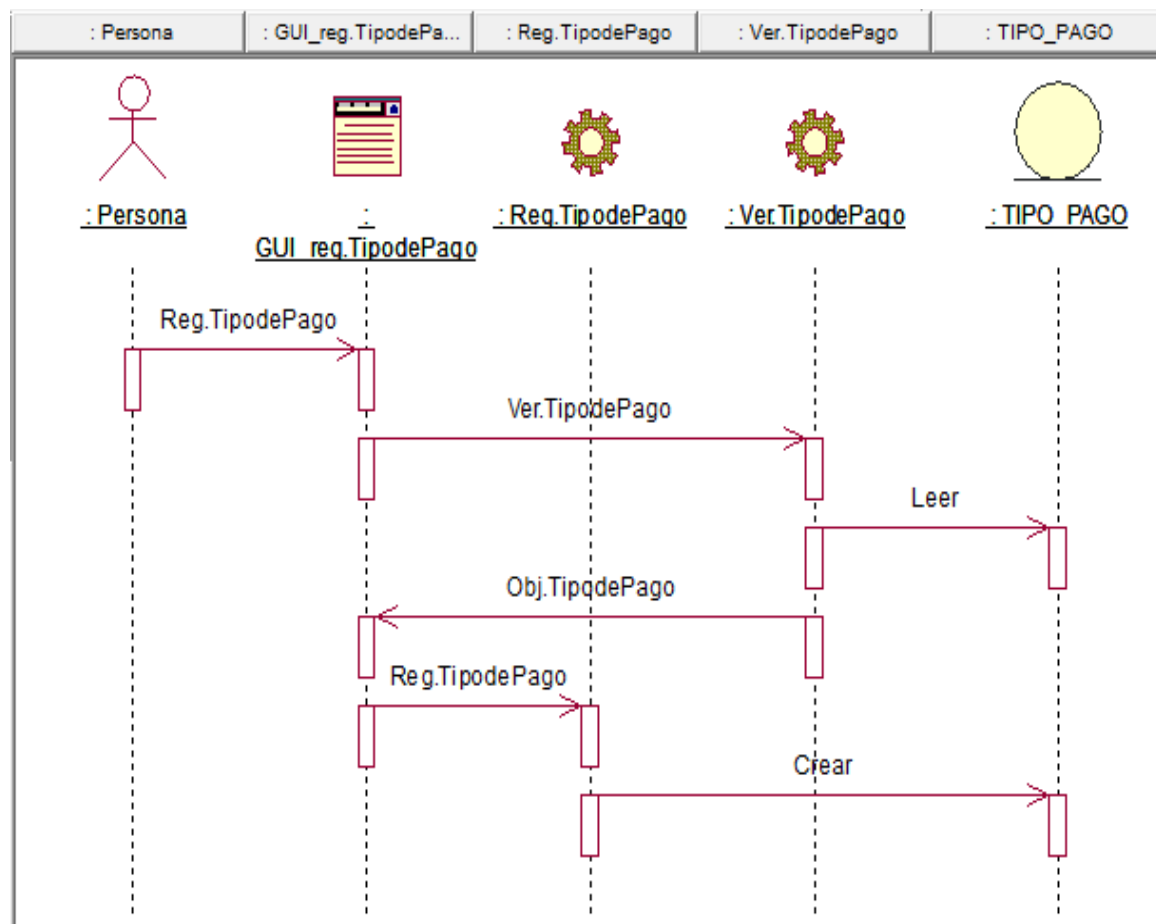 : Persona
: GUI_reg.TipodePa...
: Reg.TipodePago
: Ver.TipodePago
: TIPO_PAGO
: Persona
:
GUI_reg.TipodePago
: Reg.TipodePago
: Ver.TipodePago
: TIPO_PAGO
Reg.TipodePago
Ver.TipodePago
Leer
Obj.TipodePago
Reg.TipodePago
Crear